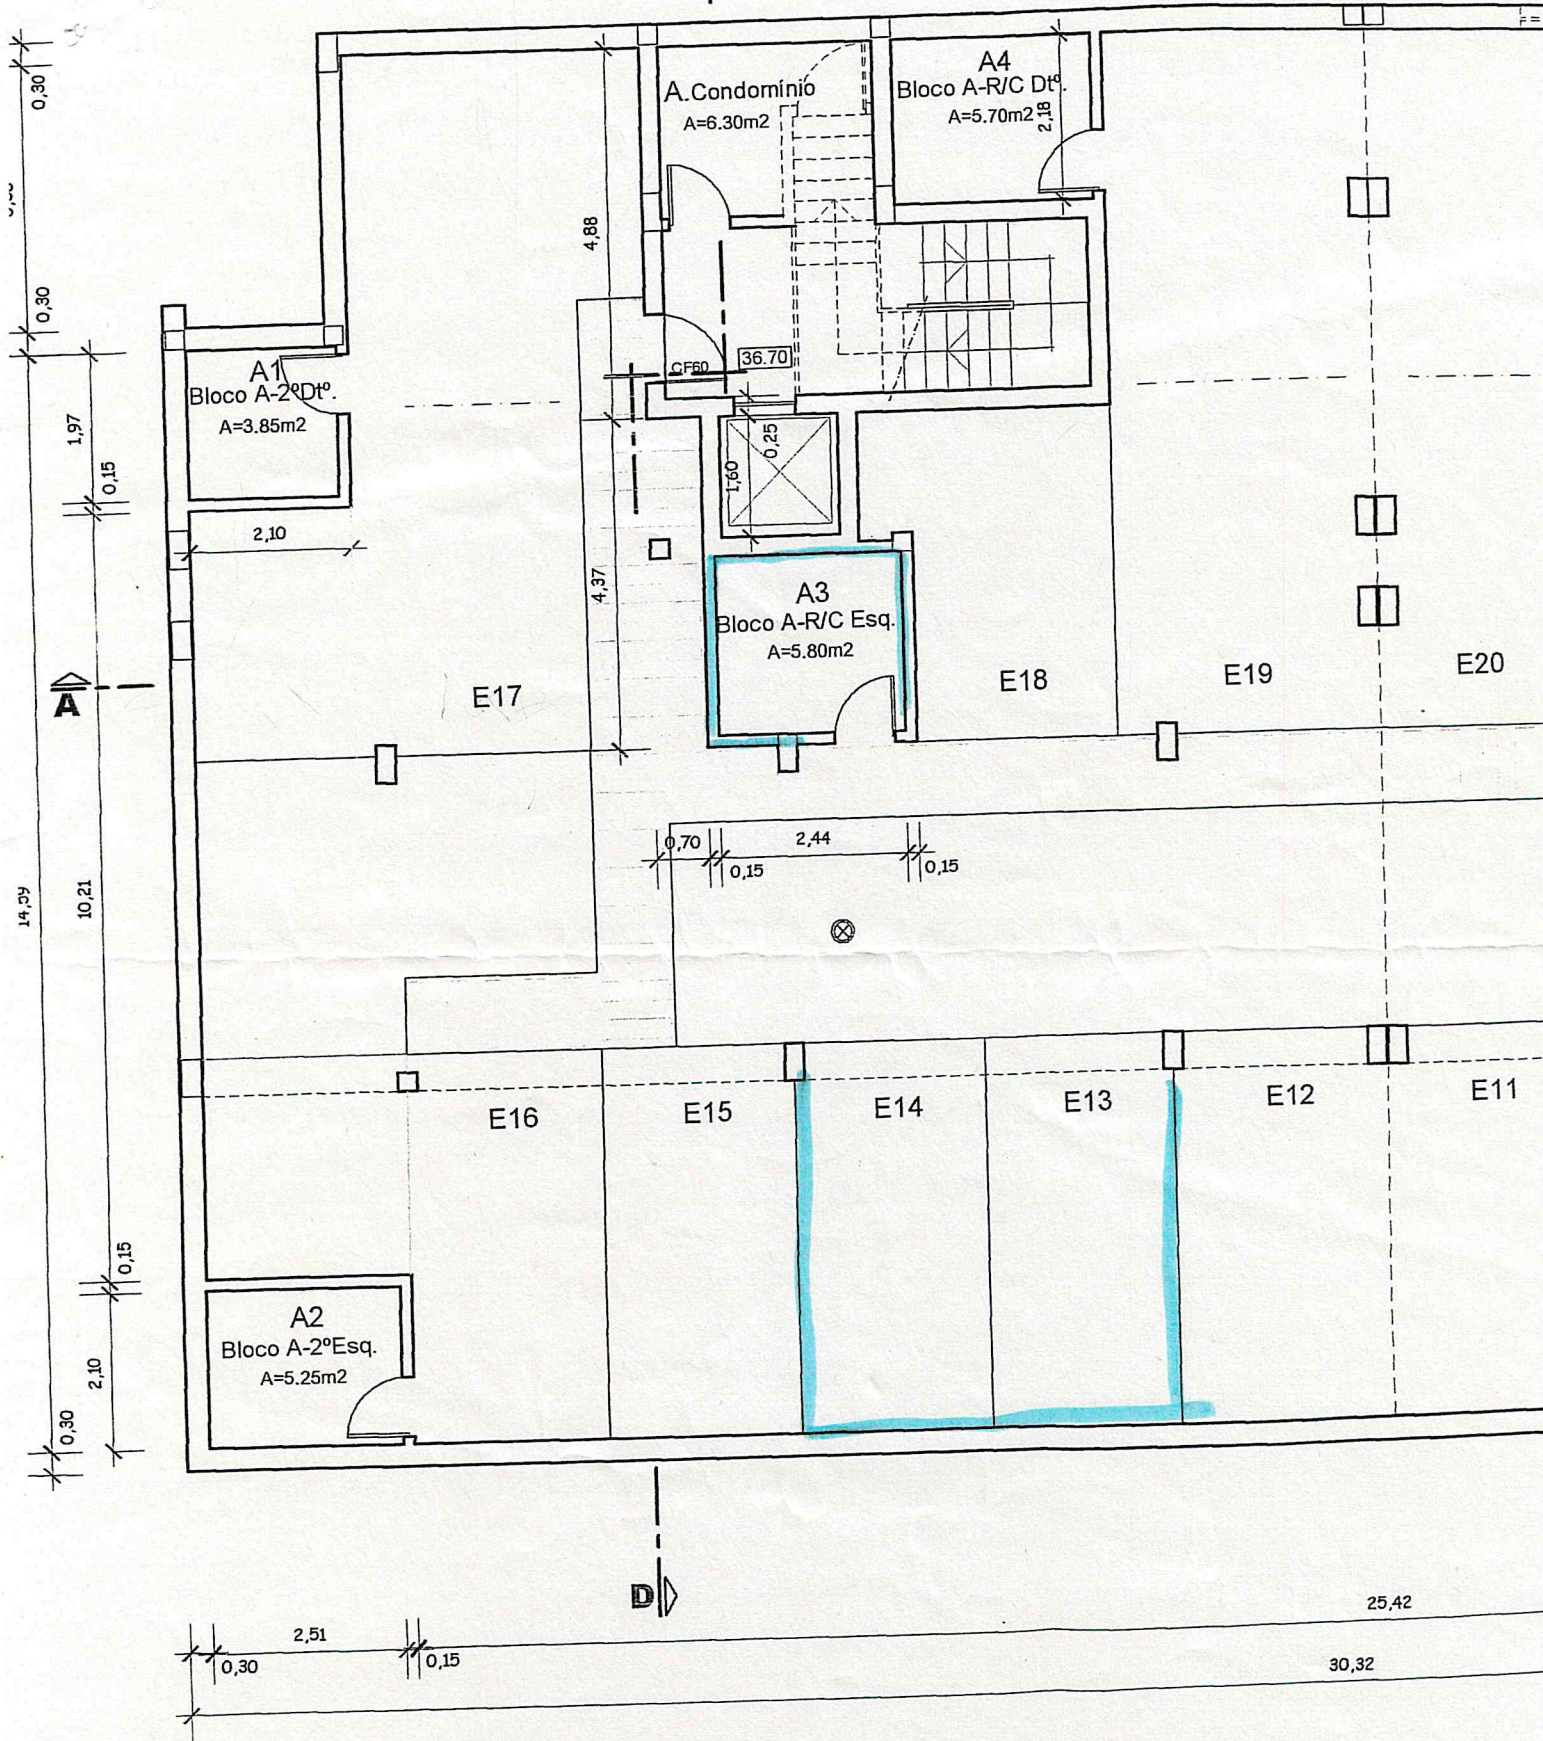 0,30
A.Condomínio
A=6.30m2
A4
Bloco A-R/C Dtº.
A=5.70m2
2,18
4,88
0,30
CF60
36.70
A1
Bloco A-2ºDtº.
A=3.85m2
1,97
0,15
0,25
1,60
2,10
4,37
A3
Bloco A-R/C Esq.
A=5.80m2
A
E17
E18
E19
E20
0,70
2,44
0,15
0,15
14,59
10,21
E16
E15
E14
E13
E12
E11
0,15
A2
Bloco A-2ºEsq.
A=5.25m2
2,10
0,30
D
25,42
2,51
0,30
0,15
30,32